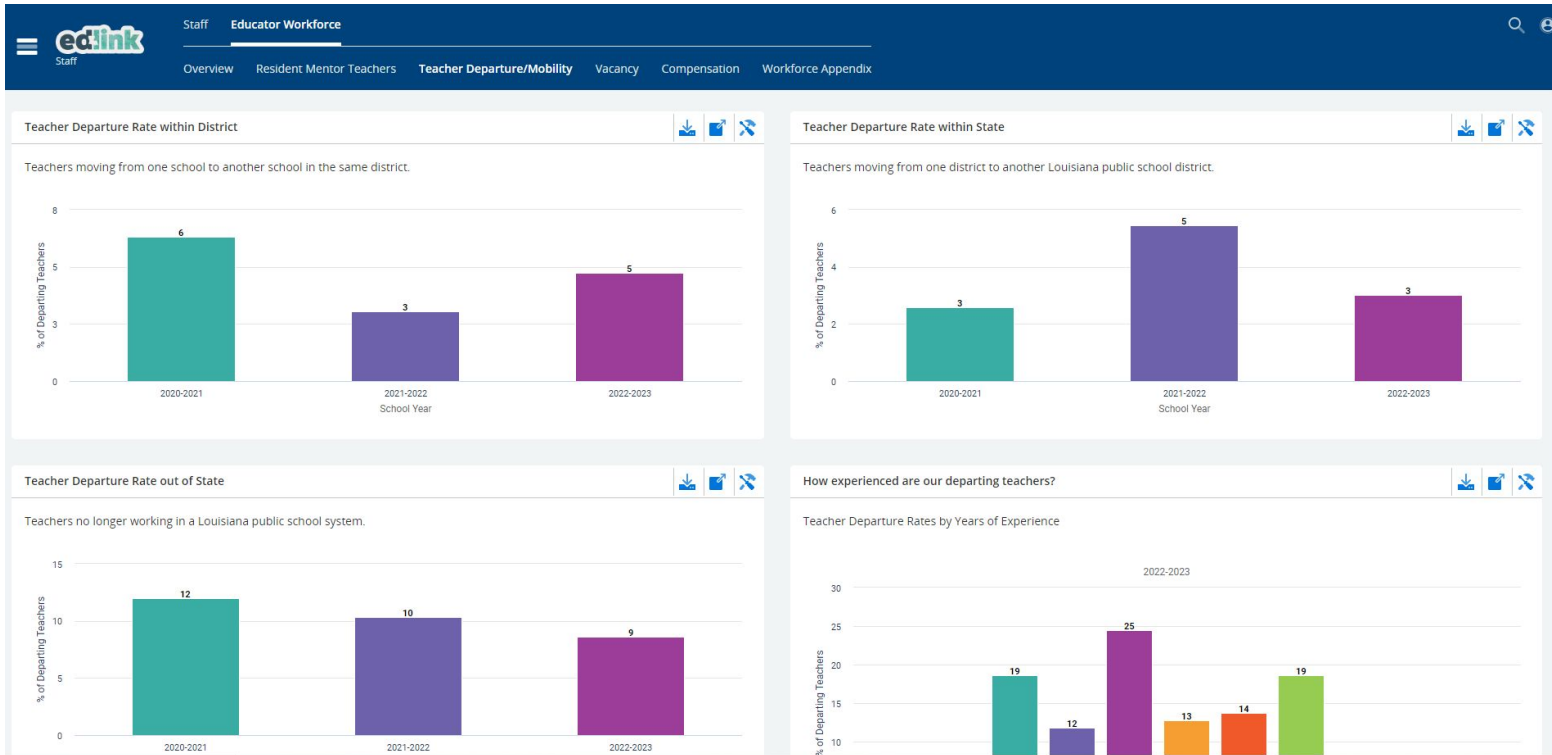 Staff Educator Workforce
ed:link
Staff
Overview Resident Mentor Teachers Teacher Departure/Mobility Vacancy Compensation Workforce Appendix
Teacher Departure Rate within District
Teachers moving from one school to another school in the same district.
8
5
3
0
% of Departing Teachers
6
3
5
2020-2021
2021-2022
2022-2023
School Year
Teacher Departure Rate within State
Teachers moving from one district to another Louisiana public school district.
6
4
2
0
% of Departing Teachers
3
5
3
2020-2021
2021-2022
2022-2023
School Year
Teacher Departure Rate out of State
Teachers no longer working in a Louisiana public school system.
15
10
5
0
% of Departing Teachers
12
10
9
2020-2021
2021-2022
2022-2023
How experienced are our departing teachers?
Teacher Departure Rates by Years of Experience
2022-2023
30
25
20
15
10
% of Departing Teachers
19
12
25
13
14
19